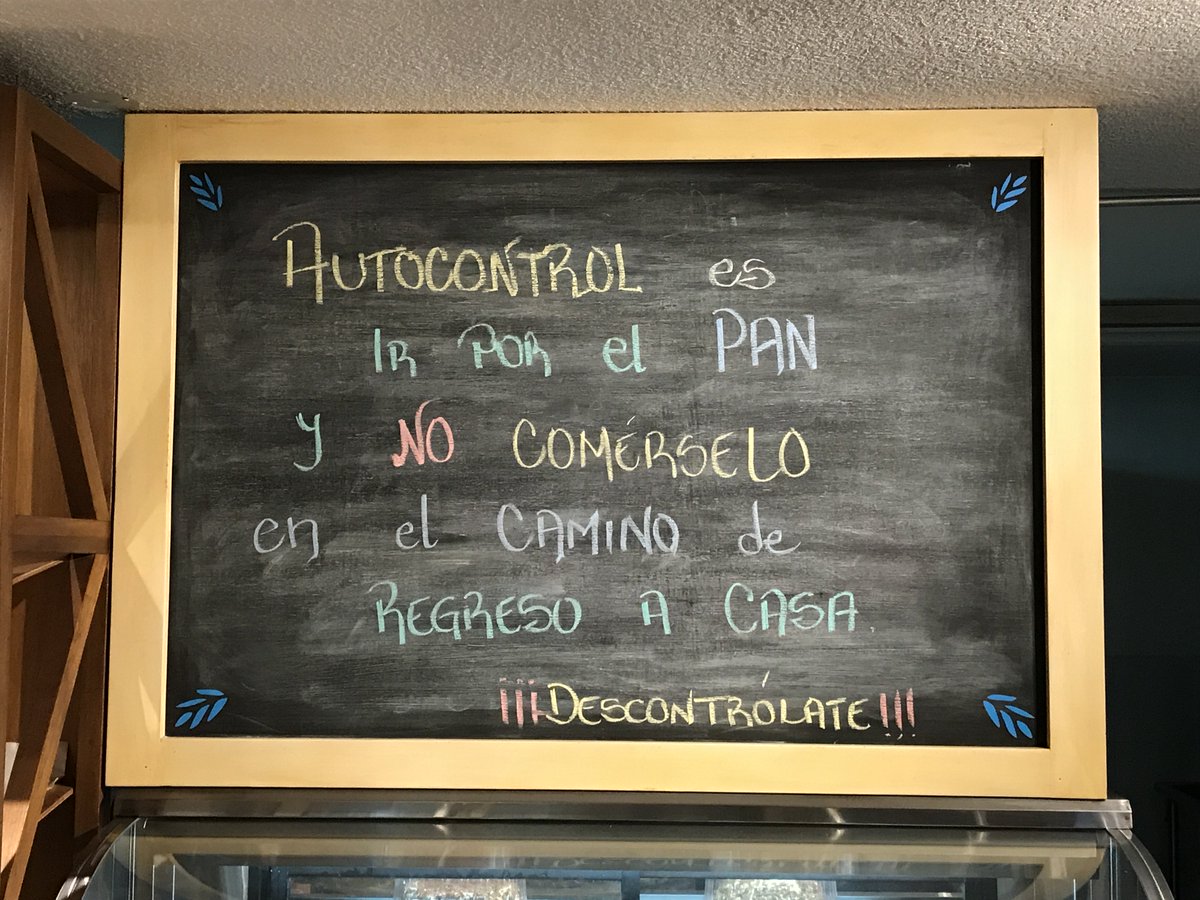 AUTOCONTROL es
IR POR el PAN
Y NO COMÉRSELO
en el CAMINO de
REGRESO A CASA.
¡¡¡DESCONTRÓLATE!!!